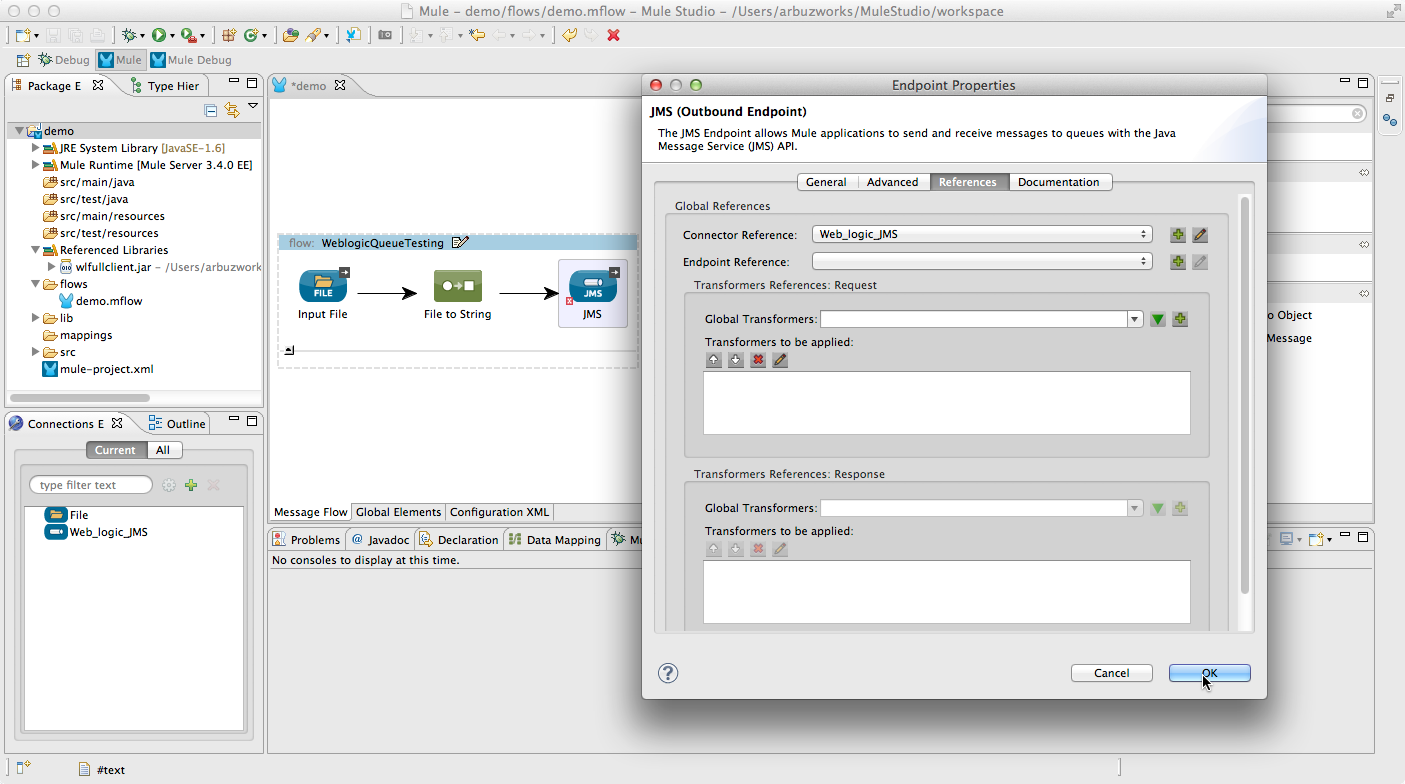 Mule – demo/flows/demo.mflow – Mule Studio – /Users/arbuzworks/MuleStudio/workspace
Debug Mule Mule Debug
Package E Type Hier
demo
JRE System Library [JavaSE-1.6]
Mule Runtime [Mule Server 3.4.0 EE]
src/main/java
src/test/java
src/main/resources
src/test/resources
Referenced Libraries
wlfullclient.jar – /Users/arbuzwork
flows
demo.mflow
lib
mappings
src
mule-project.xml
Connections E Outline
Current All
type filter text
File
Web_logic_JMS
*demo
flow: WeblogicQueueTesting
FILE
Input File
File to String
JMS
JMS
Message Flow Global Elements Configuration XML
Problems Javadoc Declaration Data Mapping Mu
No consoles to display at this time.
Endpoint Properties
JMS (Outbound Endpoint)
The JMS Endpoint allows Mule applications to send and receive messages to queues with the Java
Message Service (JMS) API.
General Advanced References Documentation
Global References
Connector Reference: Web_logic_JMS
Endpoint Reference:
Transformers References: Request
Global Transformers:
Transformers to be applied:
Transformers References: Response
Global Transformers:
Transformers to be applied:
? Cancel OK
o Object
Message
#text